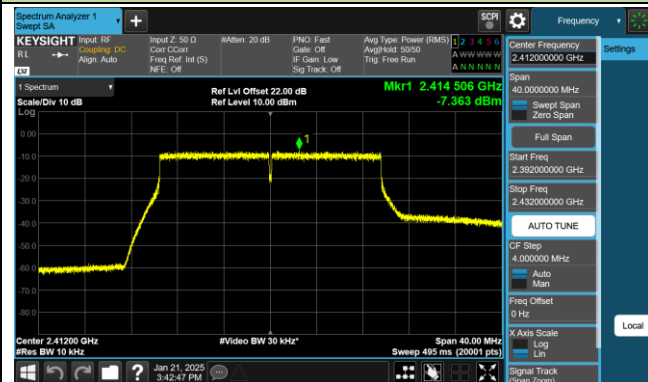 Spectrum Analyzer 1
Swept SA
+
SCPI
Frequency
KEYSIGHT
RL
LXI
Input: RF
Coupling: DC
Align: Auto
Input Z: 50 Ω
Corr CCorr
Freq Ref: Int (S)
NFE: Off
#Atten: 20 dB
PNO: Fast
Gate: Off
IF Gain: Low
Sig Track: Off
Avg Type: Power (RMS)
Avg|Hold: 50/50
Trig: Free Run
1 2 3 4 5 6
A WW W W W
A N N N N N
1 Spectrum
Scale/Div 10 dB
Log
Ref Lvl Offset 22.00 dB
Ref Level 10.00 dBm
Mkr1 2.414 506 GHz
-7.363 dBm
1
0.00
-10.0
-20.0
-30.0
-40.0
-50.0
-60.0
-70.0
-80.0
Center 2.41200 GHz
#Res BW 10 kHz
#Video BW 30 kHz*
Span 40.00 MHz
Sweep 495 ms (20001 pts)
?
Jan 21, 2025
3:42:47 PM
Center Frequency
2.412000000 GHz
Settings
Span
40.0000000 MHz
Swept Span
Zero Span
Full Span
Start Freq
2.392000000 GHz
Stop Freq
2.432000000 GHz
AUTO TUNE
CF Step
4.000000 MHz
Auto
Man
Freq Offset
0 Hz
X Axis Scale
Log
Lin
Local
Signal Track
(Span Zoom)